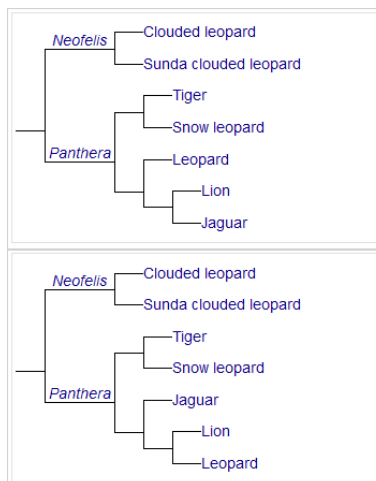 Neofelis
Clouded leopard
Sunda clouded leopard
Tiger
Snow leopard
Panthera
Leopard
Lion
Jaguar
Neofelis
Clouded leopard
Sunda clouded leopard
Tiger
Snow leopard
Panthera
Jaguar
Lion
Leopard